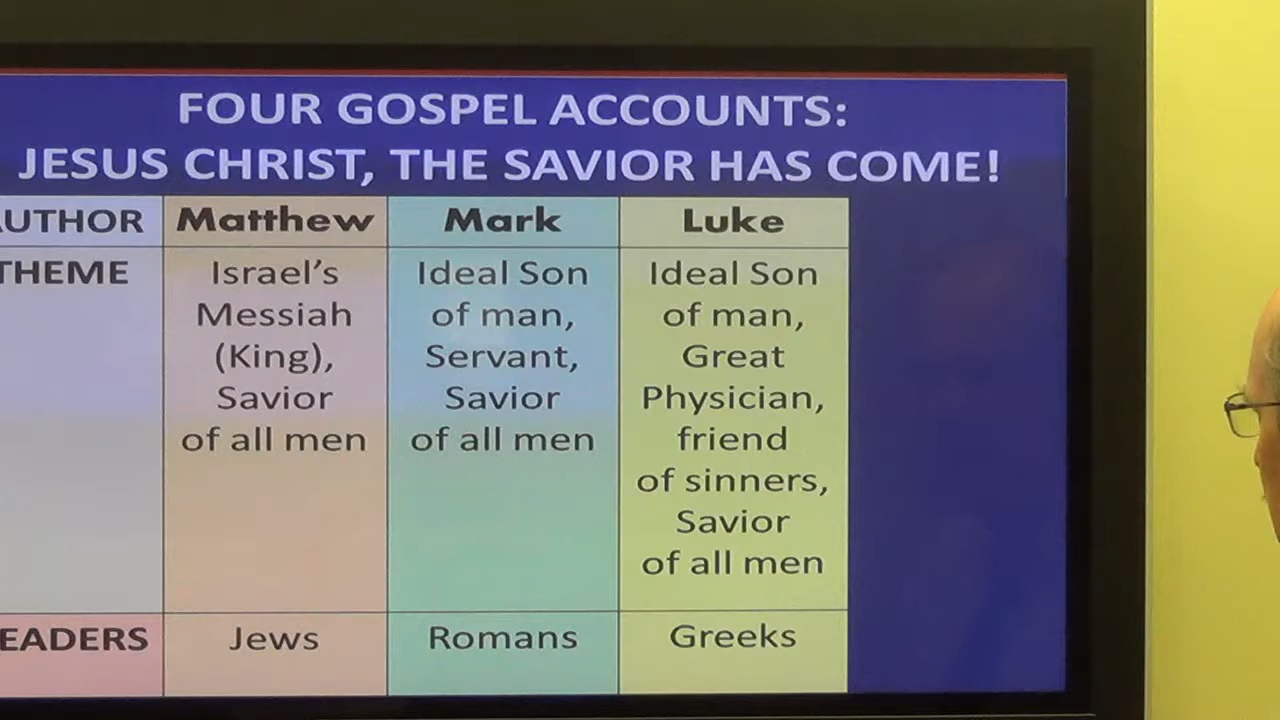 FOUR GOSPEL ACCOUNTS:
JESUS CHRIST, THE SAVIOR HAS COME!
AUTHOR Matthew Mark Luke
THEME
Israel's
Messiah
(King),
Savior
of all men
Ideal Son
of man,
Servant,
Savior
of all men
Ideal Son
of man,
Great
Physician,
friend
of sinners,
Savior
of all men
EADERS Jews Romans Greeks